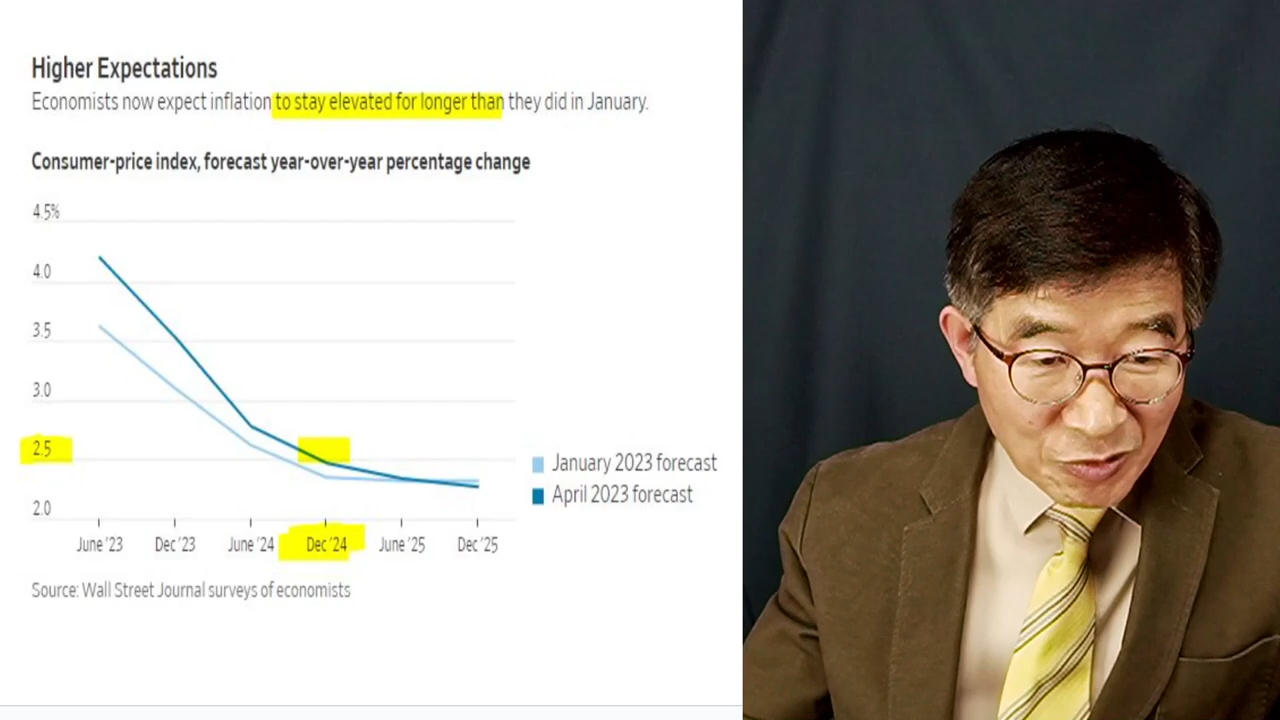 Higher Expectations
Economists now expect inflation to stay elevated for longer than they did in January.
Consumer-price index, forecast year-over-year percentage change
4.5%
4.0
3.5
3.0
2.5
2.0
January 2023 forecast
April 2023 forecast
June '23 Dec '23 June '24 Dec '24 June '25 Dec '25
Source: Wall Street Journal surveys of economists